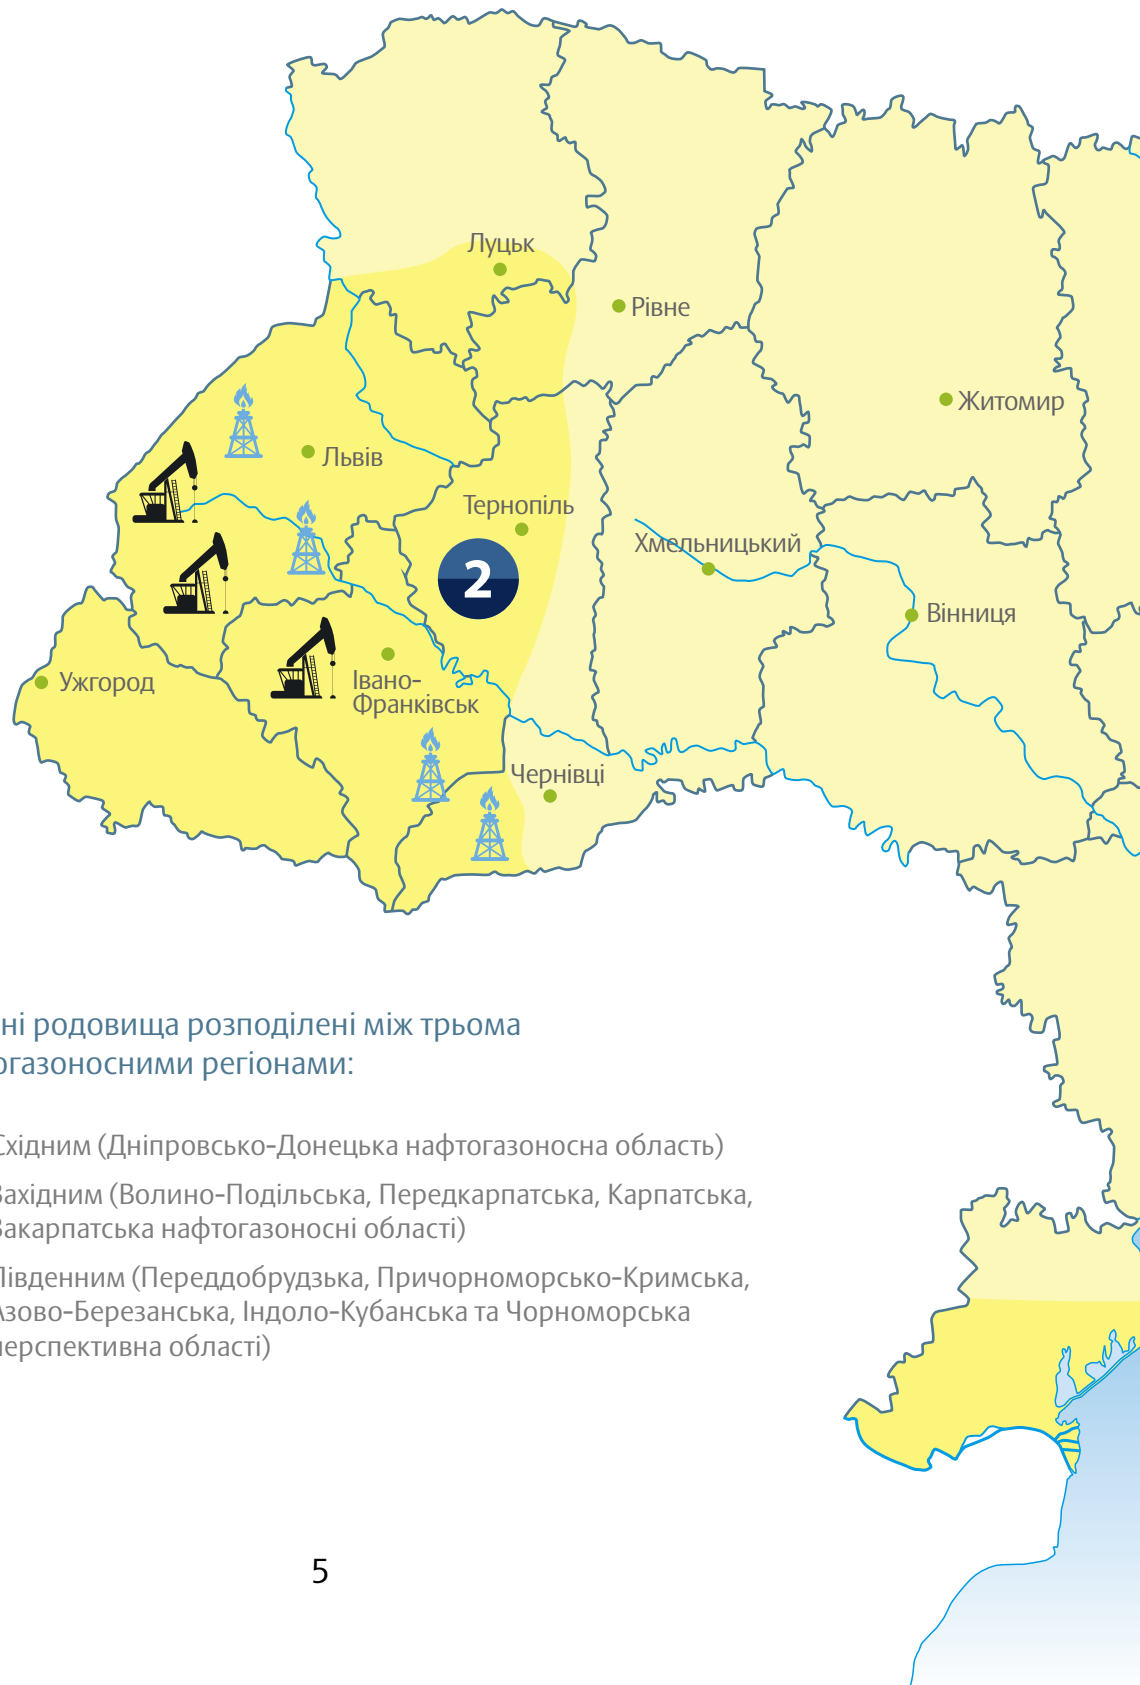 Луцьк
Рівне
Житомир
Львів
Тернопіль
Хмельницький
2
Вінниця
Ужгород
Івано-
Франківськ
Чернівці
ні родовища розподілені між трьома
огазоносними регіонами:
Східним (Дніпровсько-Донецька нафтогазоносна область)
Західним (Волино-Подільська, Передкарпатська, Карпатська,
Закарпатська нафтогазоносні області)
Південним (Переддобрудзька, Причорноморсько-Кримська,
Азово-Березанська, Індоло-Кубанська та Чорноморська
перспективна області)
5